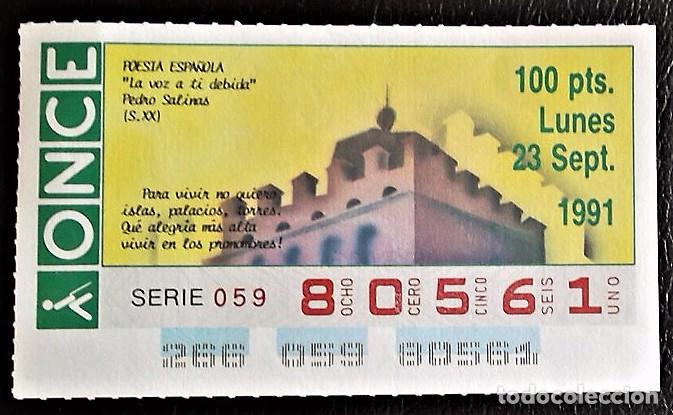 ONCE
POESIA ESPAÑOLA
"La voz a ti debida"
Pedro Salinas
(S.XX)
Para vivir no quiero
islas, palacios, torres.
Qué alegría más alta
vivir en los pronombres!
100 pts.
Lunes
23 Sept.
1991
SERIE 059
8 OCHO 0 CERO 5 CINCO 6 SEIS 1 UNO
200 059 80561
todocoleccion.net